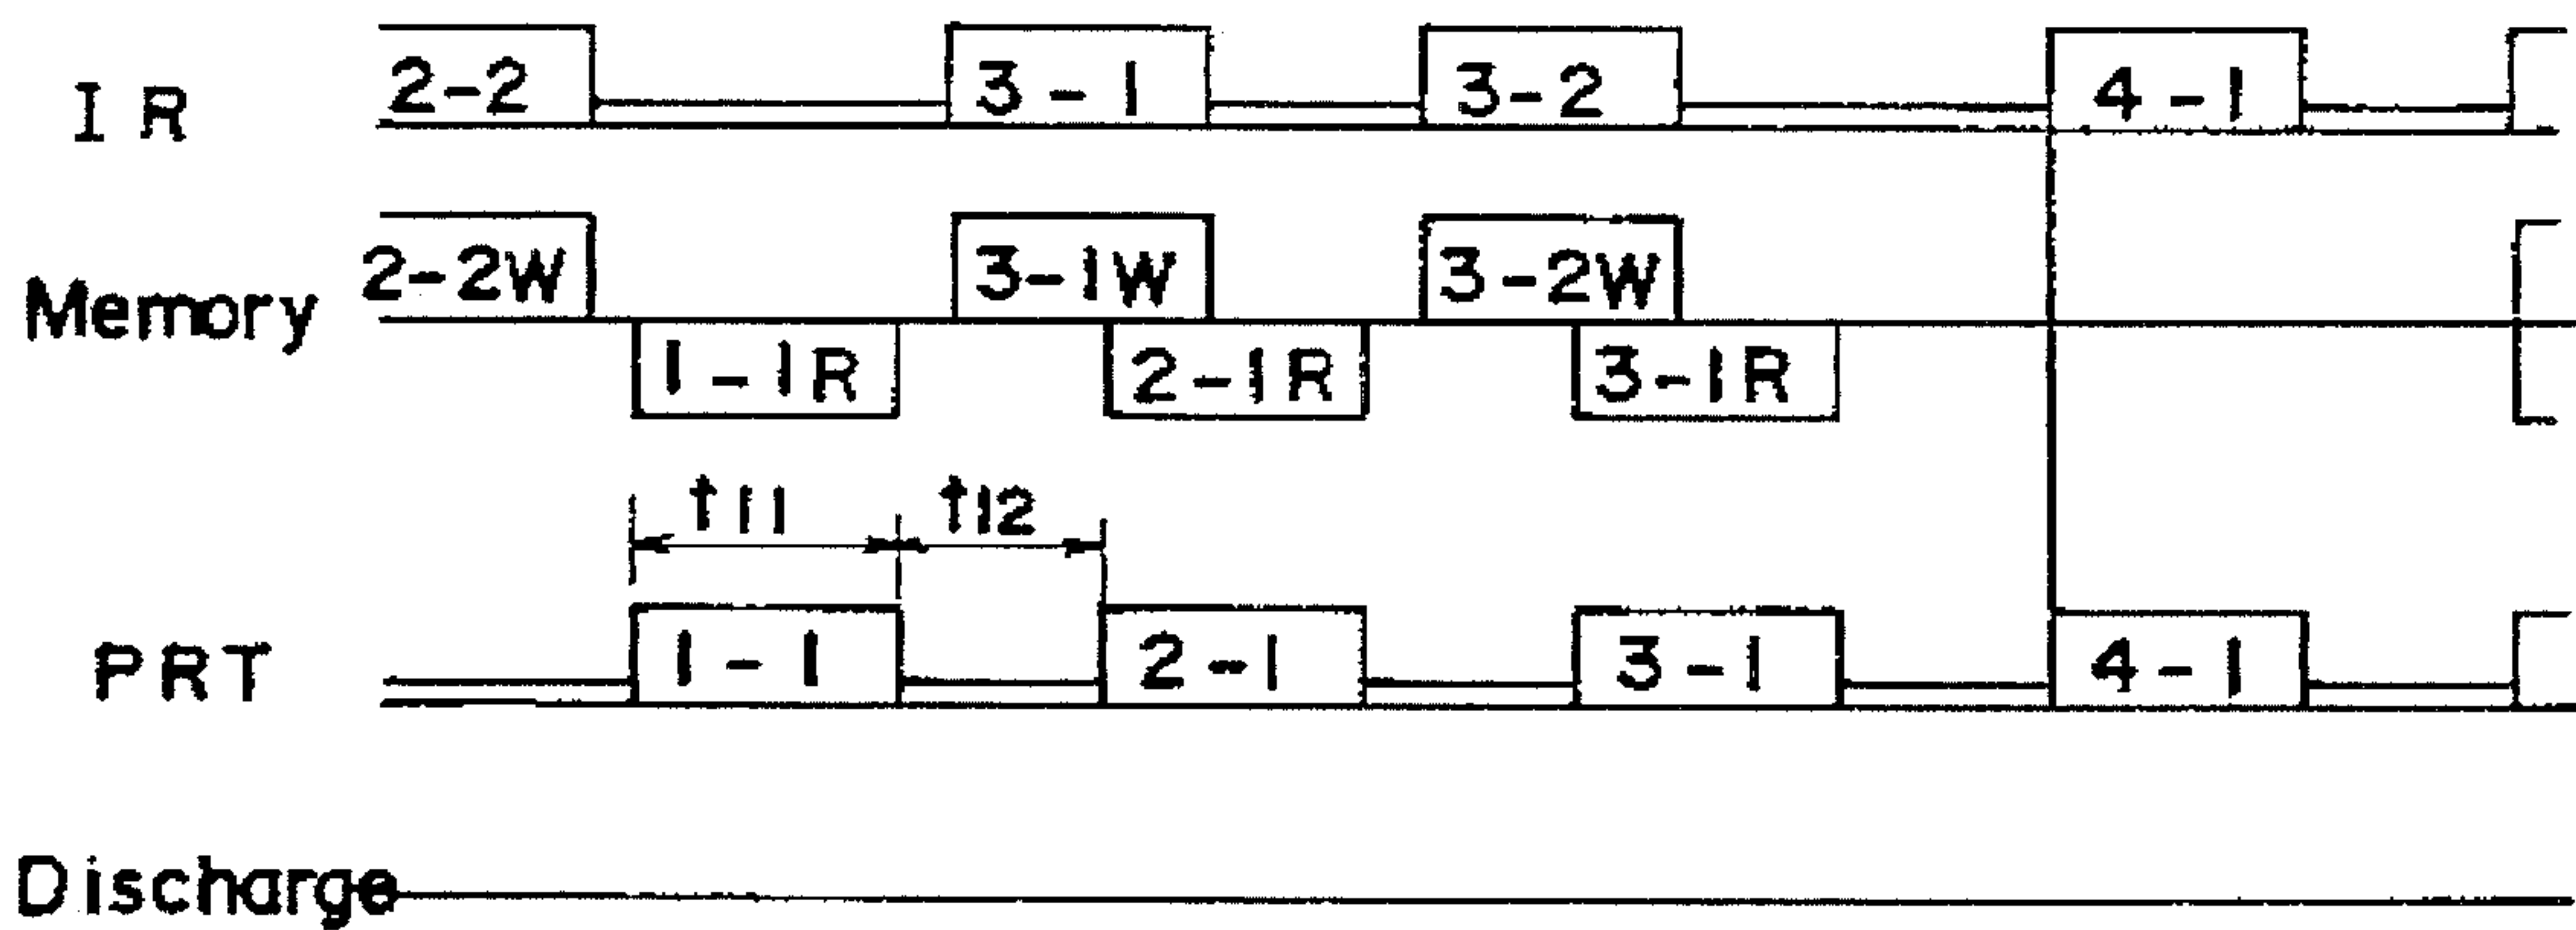 IR 2-2 3-1 3-2 4-1
Memory 2-2W 3-1W 3-2W
1-1R 2-1R 3-1R
t11 t12
PRT 1-1 2-1 3-1 4-1
Discharge